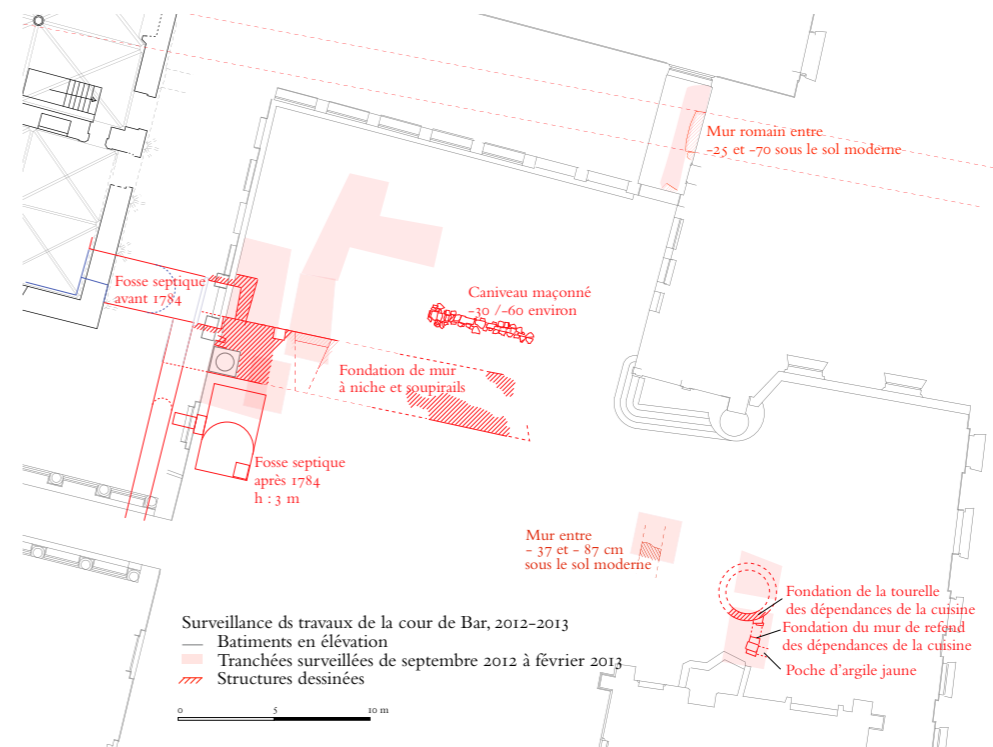 Mur romain entre
-25 et -70 sous le sol moderne
Fosse septique
avant 1784
Caniveau maçonné
-30 /-60 environ
Fondation de mur
à niche et soupirails
Fosse septique
après 1784
h : 3 m
Mur entre
- 37 et - 87 cm
sous le sol moderne
Fondation de la tourelle
des dépendances de la cuisine
Fondation du mur de refend
des dépendances de la cuisine
Poche d'argile jaune
Surveillance ds travaux de la cour de Bar, 2012-2013
Batiments en élévation
Tranchées surveillées de septembre 2012 à février 2013
Structures dessinées
0 5 10 m